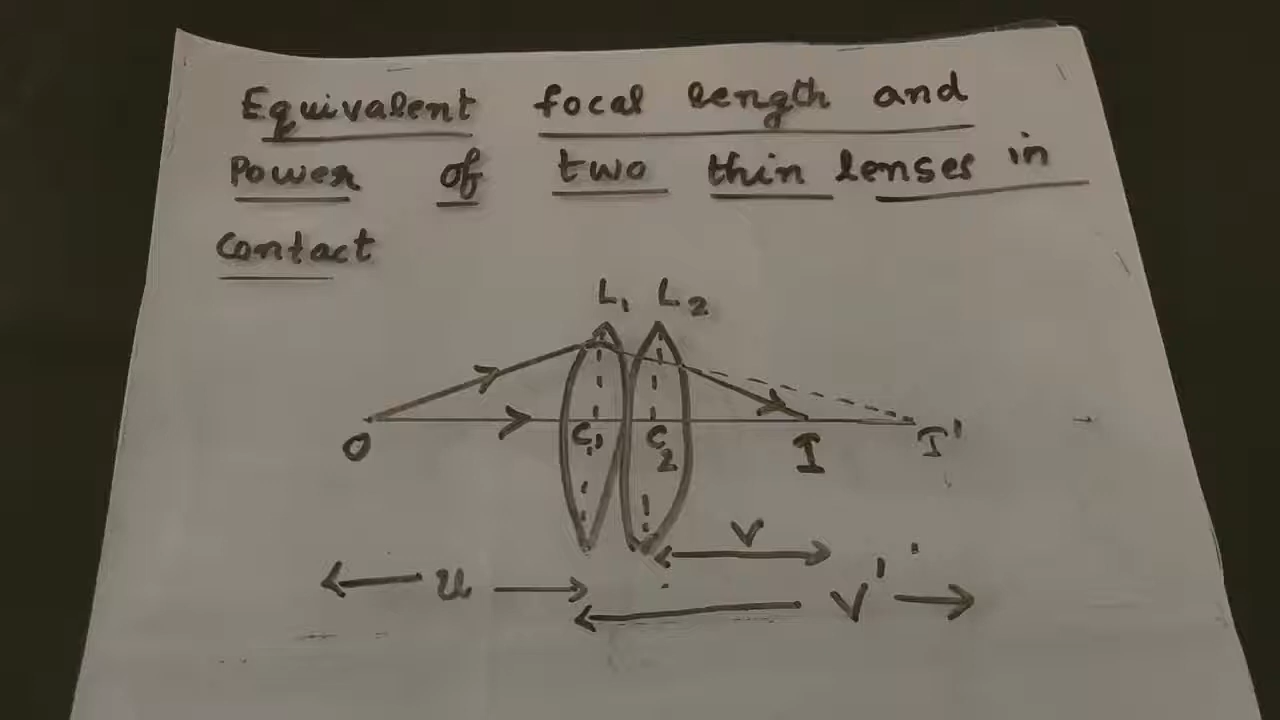 Equivalent focal length and
Power of two thin lenses in
contact
L1 L2
O C1 C2 I I'
V
u V'